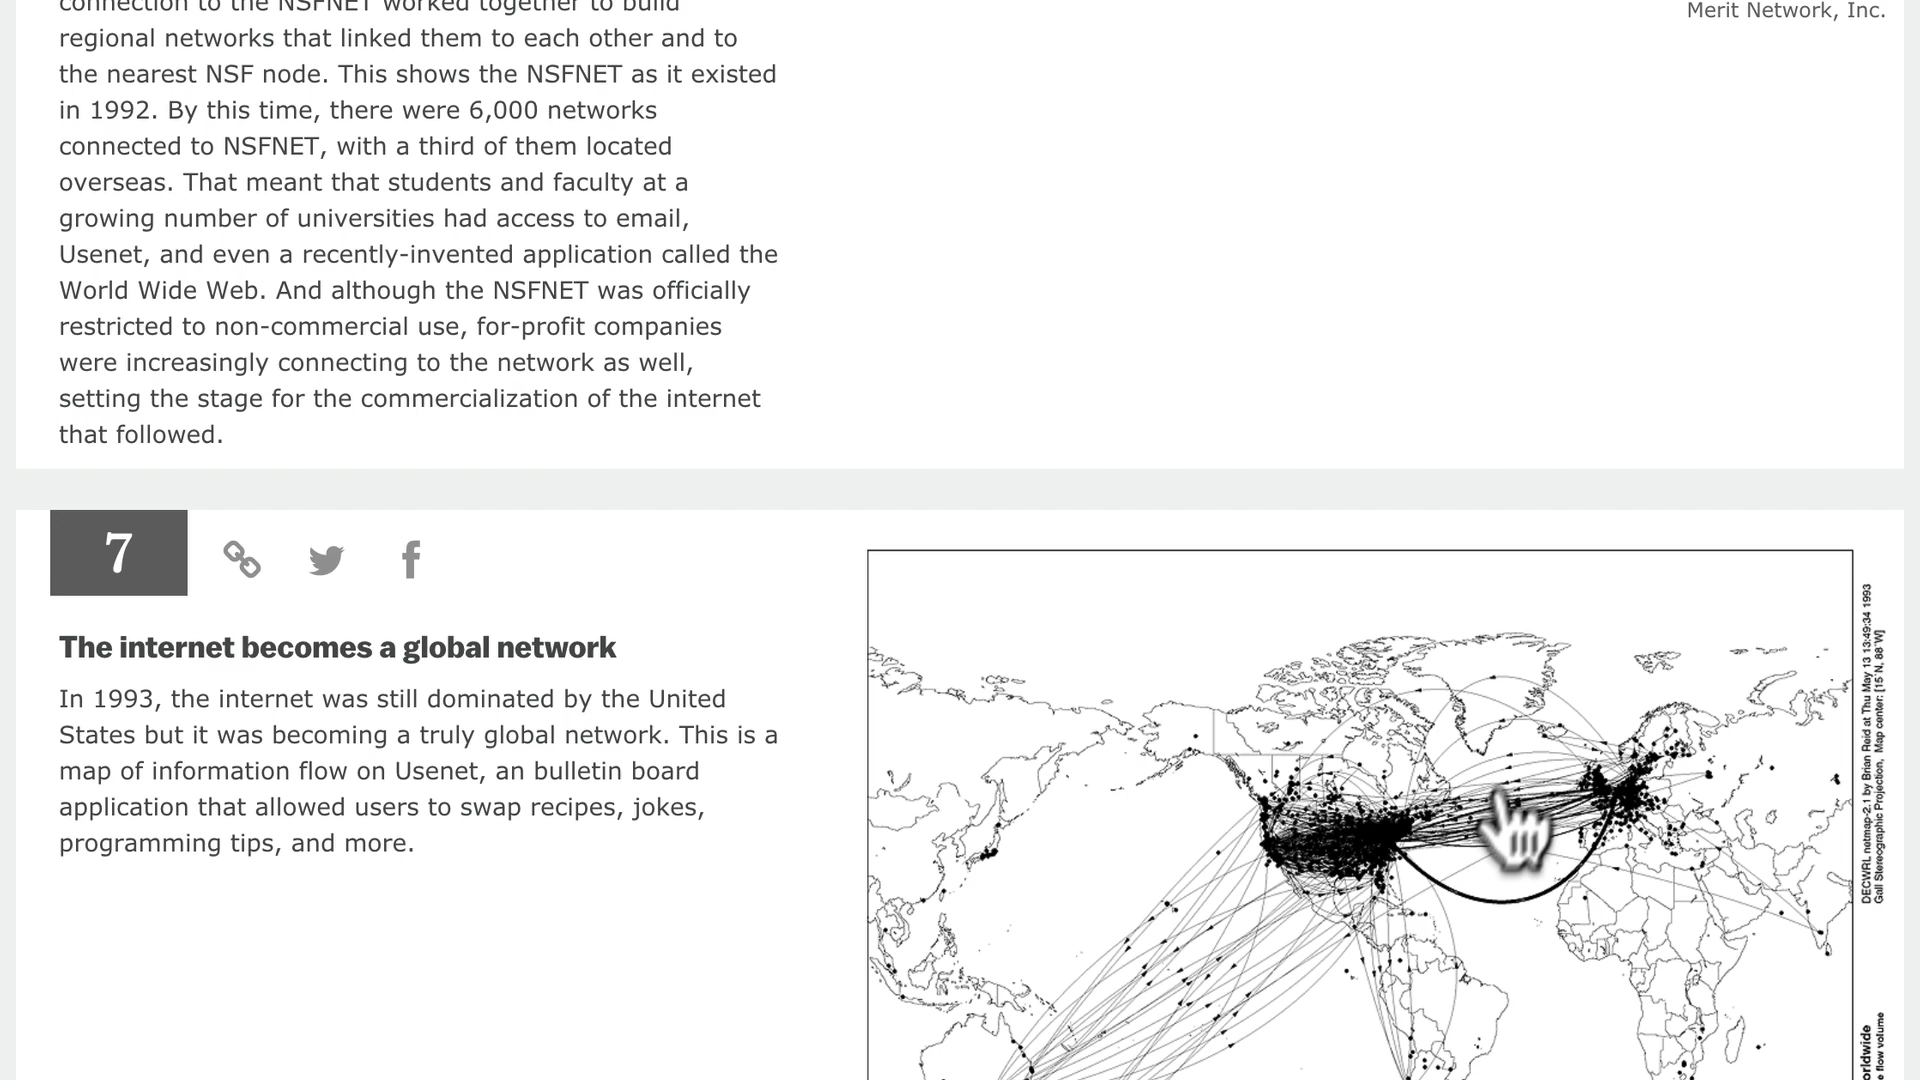 connection to the NSFNET worked together to build
regional networks that linked them to each other and to
the nearest NSF node. This shows the NSFNET as it existed
in 1992. By this time, there were 6,000 networks
connected to NSFNET, with a third of them located
overseas. That meant that students and faculty at a
growing number of universities had access to email,
Usenet, and even a recently-invented application called the
World Wide Web. And although the NSFNET was officially
restricted to non-commercial use, for-profit companies
were increasingly connecting to the network as well,
setting the stage for the commercialization of the internet
that followed.
Merit Network, Inc.
7
The internet becomes a global network
In 1993, the internet was still dominated by the United
States but it was becoming a truly global network. This is a
map of information flow on Usenet, an bulletin board
application that allowed users to swap recipes, jokes,
programming tips, and more.
DECWRL netmap-2.1 by Brian Reid at Thu May 13 13:49:34 1993
Gall Stereographic Projection, Map center: [15°N, 88°W]
flow volume